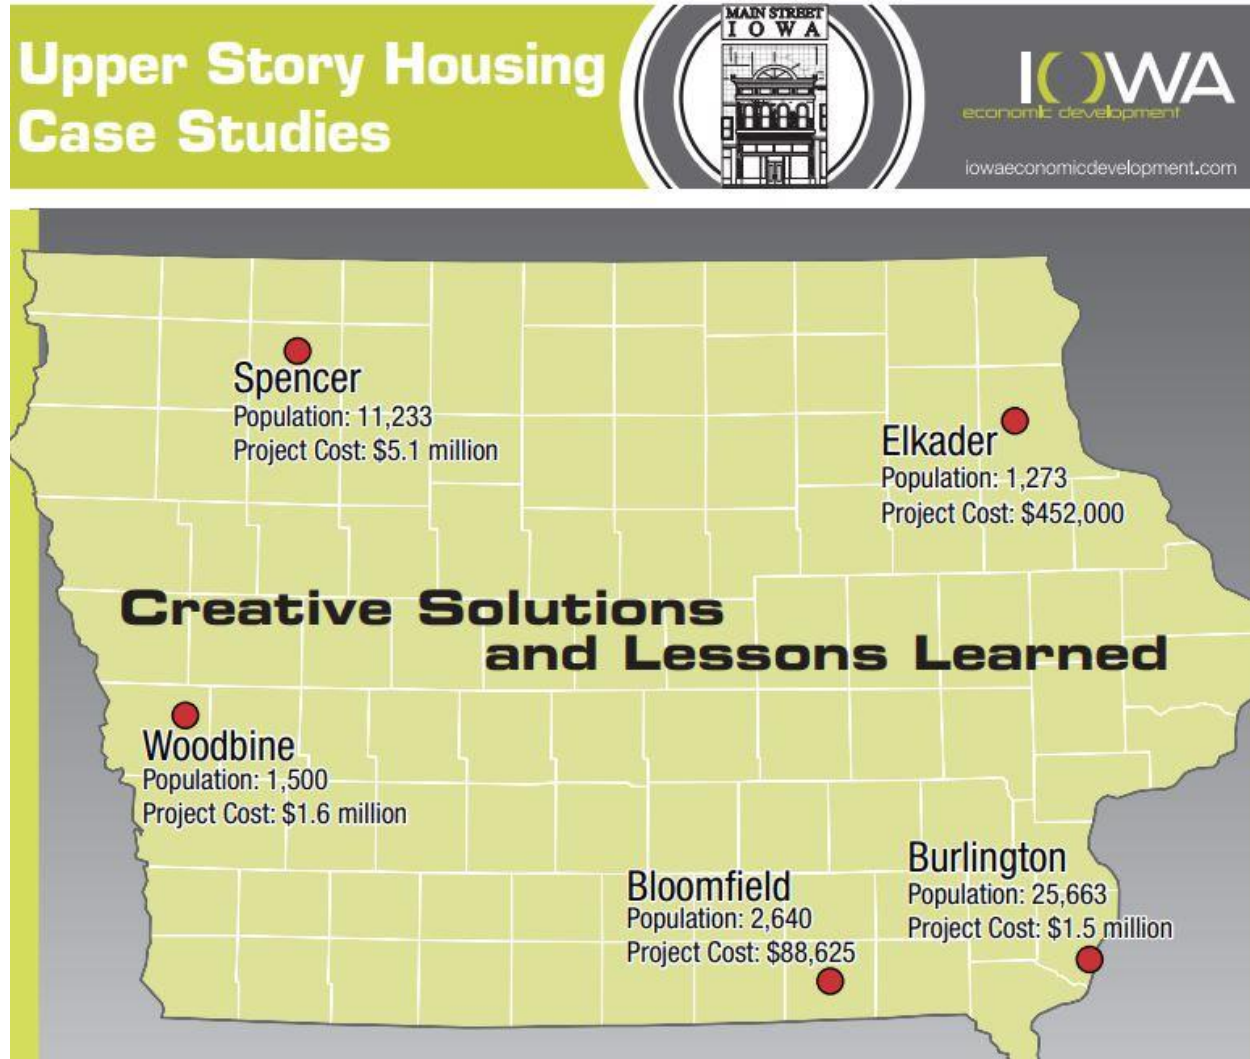 Upper Story Housing
Case Studies
MAIN STREET
IOWA
IOWA
economic development
iowaeconomicdevelopment.com
Spencer
Population: 11,233
Project Cost: $5.1 million
Elkader
Population: 1,273
Project Cost: $452,000
Creative Solutions
and Lessons Learned
Woodbine
Population: 1,500
Project Cost: $1.6 million
Bloomfield
Population: 2,640
Project Cost: $88,625
Burlington
Population: 25,663
Project Cost: $1.5 million